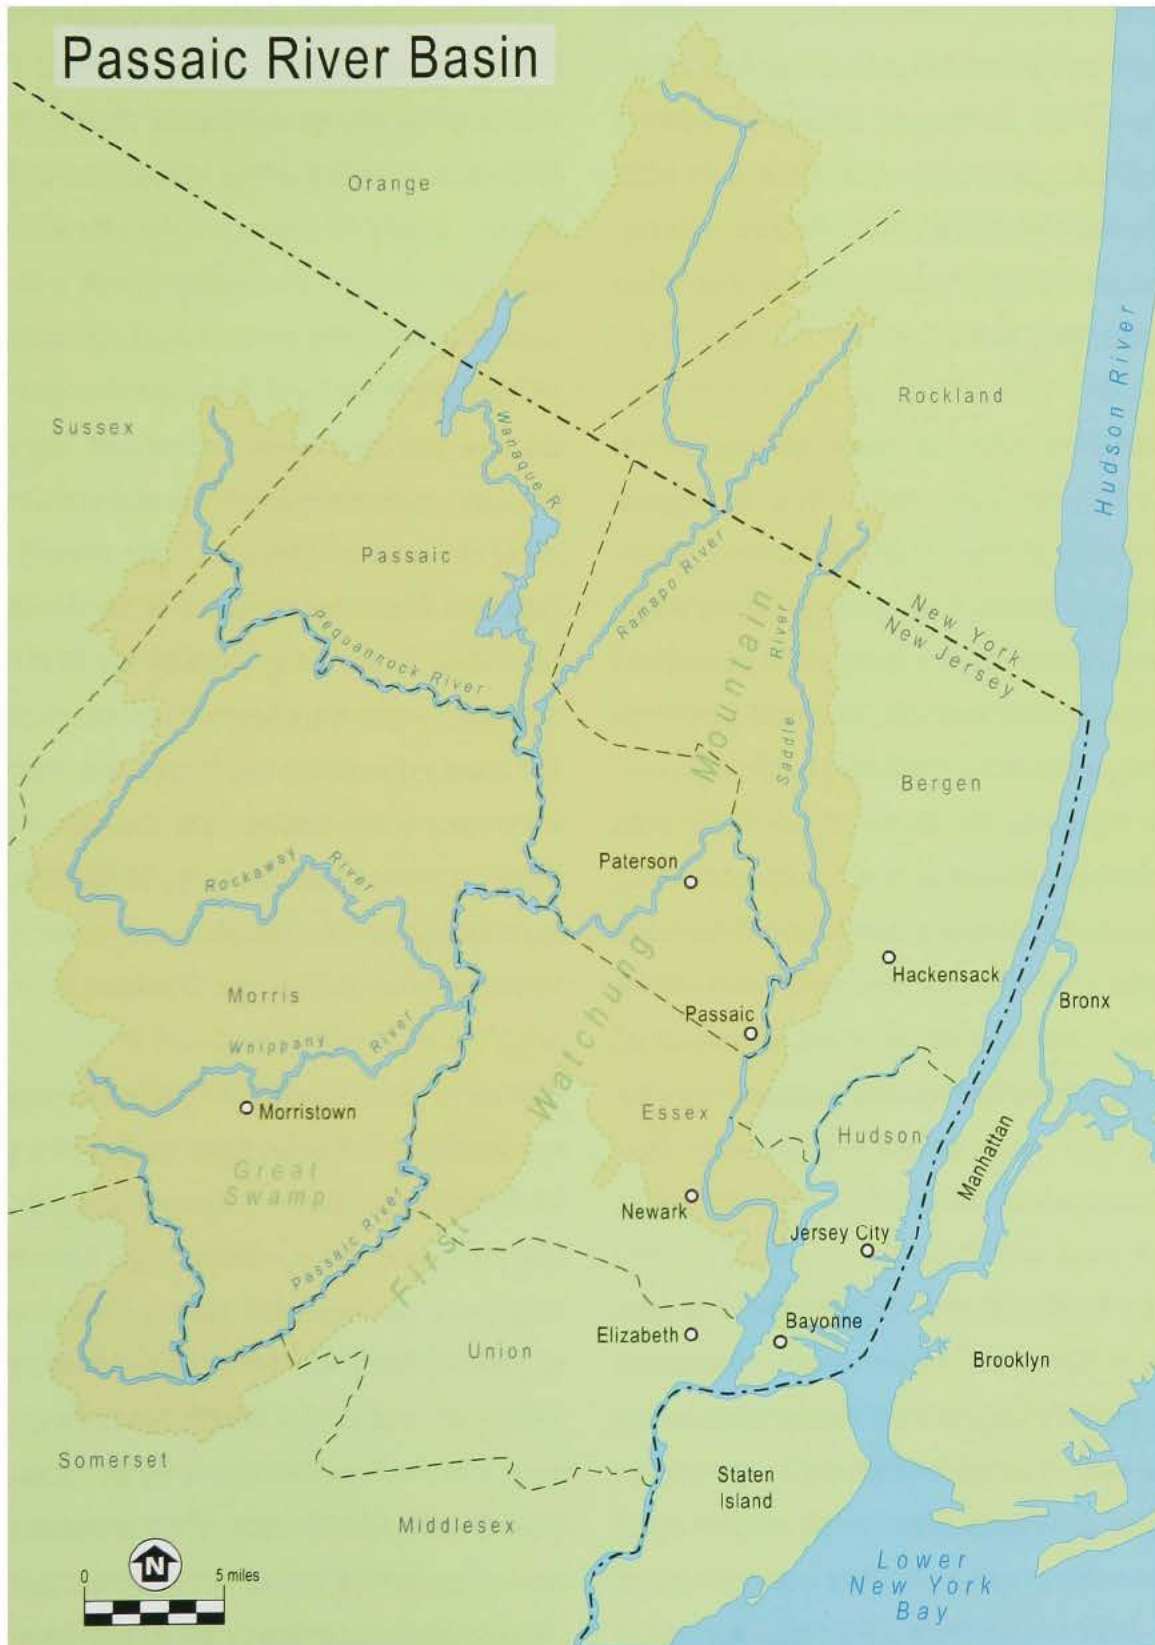 Passaic River Basin
Orange
Hudson River
Rockland
Sussex
Wanaque R
Passaic
Ramapo River
Mountain
New York
New Jersey
Saddle River
Pequannock River
Bergen
Paterson
Rockaway River
Hackensack
Morris
Bronx
Passaic
Whippany River
Watchung
Morristown
Essex
Hudson
Manhattan
Great
Swamp
Newark
Passaic River
First
Jersey City
Elizabeth
Bayonne
Union
Brooklyn
Somerset
Staten
Island
Middlesex
Lower
New York
Bay
N
0 5 miles